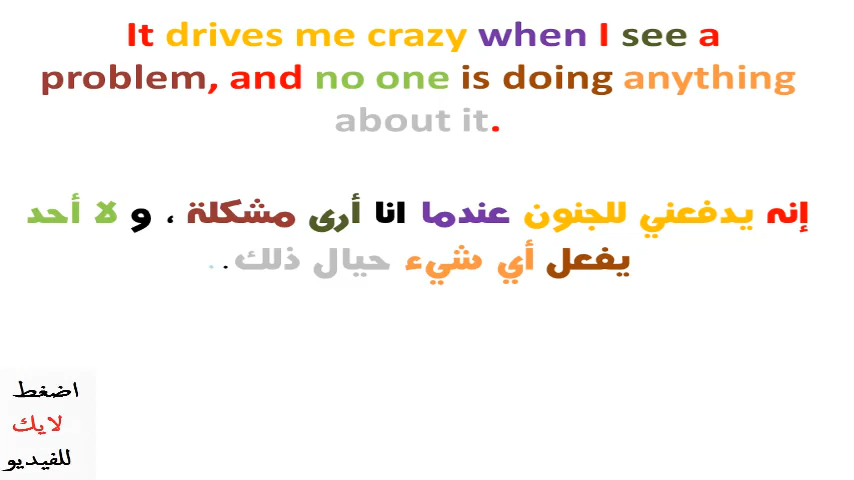 It drives me crazy when I see a
problem, and no one is doing anything
about it.
إنه يدفعني للجنون عندما انا أرى مشكلة ، و لا أحد
يفعل أي شيء حيال ذلك . .
اضغط
لايك
للفيديو